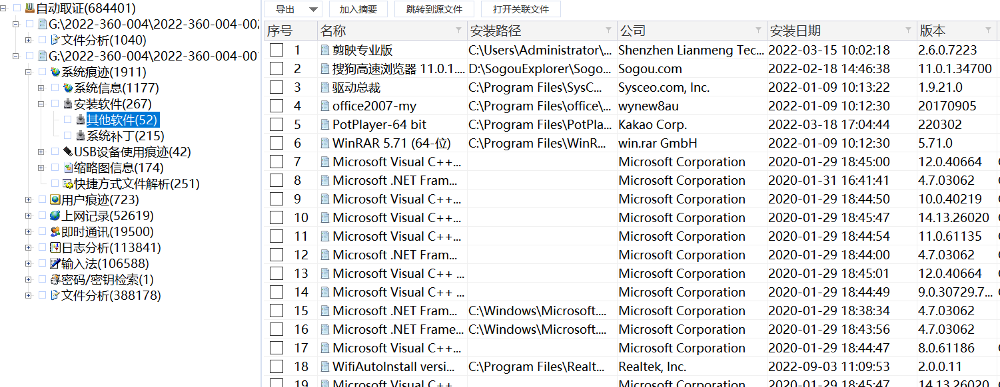 自动取证(684401)
G:\2022-360-004\2022-360-004-00
文件分析(1040)
G:\2022-360-004\2022-360-004-00
系统痕迹(1911)
系统信息(1177)
安装软件(267)
其他软件(52)
系统补丁(215)
USB设备使用痕迹(42)
缩略图信息(174)
快捷方式文件解析(251)
用户痕迹(723)
上网记录(52619)
即时通讯(19500)
日志分析(113841)
输入法(106588)
密码/密钥检索(1)
文件分析(388178)
导出 加入摘要 跳转到源文件 打开关联文件
序号 名称 安装路径 公司 安装日期 版本
1 剪映专业版 C:\Users\Administrator\... Shenzhen Lianmeng Tec... 2022-03-15 10:02:18 2.6.0.7223
2 搜狗高速浏览器 11.0.1.... D:\SogouExplorer\Sogo... Sogou.com 2022-02-18 14:46:38 11.0.1.34700
3 驱动总裁 C:\Program Files\SysC... Sysceo.com, Inc. 2022-01-09 10:13:22 1.9.21.0
4 office2007-my C:\Program Files\office\... wynew8au 2022-01-09 10:12:30 20170905
5 PotPlayer-64 bit C:\Program Files\PotPla... Kakao Corp. 2022-03-18 17:04:44 220302
6 WinRAR 5.71 (64-位) C:\Program Files\WinR... win.rar GmbH 2022-01-09 10:12:30 5.71.0
7 Microsoft Visual C++... Microsoft Corporation 2020-01-29 18:45:00 12.0.40664
8 Microsoft .NET Fram... Microsoft Corporation 2020-01-31 16:41:41 4.7.03062
9 Microsoft Visual C++... Microsoft Corporation 2020-01-29 18:44:50 10.0.40219
10 Microsoft Visual C++... Microsoft Corporation 2020-01-29 18:45:47 14.13.26020
11 Microsoft Visual C++... Microsoft Corporation 2020-01-29 18:44:54 11.0.61135
12 Microsoft .NET Fram... Microsoft Corporation 2020-01-29 18:44:00 4.7.03062
13 Microsoft Visual C++ ... Microsoft Corporation 2020-01-29 18:45:01 12.0.40664
14 Microsoft Visual C++ ... Microsoft Corporation 2020-01-29 18:44:49 9.0.30729.7...
15 Microsoft .NET Fram... C:\Windows\Microsoft.... Microsoft Corporation 2020-01-29 18:38:34 4.7.03062
16 Microsoft .NET Frame... C:\Windows\Microsoft.... Microsoft Corporation 2020-01-29 18:43:56 4.7.03062
17 Microsoft Visual C++... Microsoft Corporation 2020-01-29 18:44:47 8.0.61186
18 WifiAutoInstall versi... C:\Program Files\Realt... Realtek, Inc. 2022-09-03 11:09:53 2.0.0.11
19 Microsoft Visual C++ Microsoft Corporation 2020-01-29 18:45:47 14.13.26020